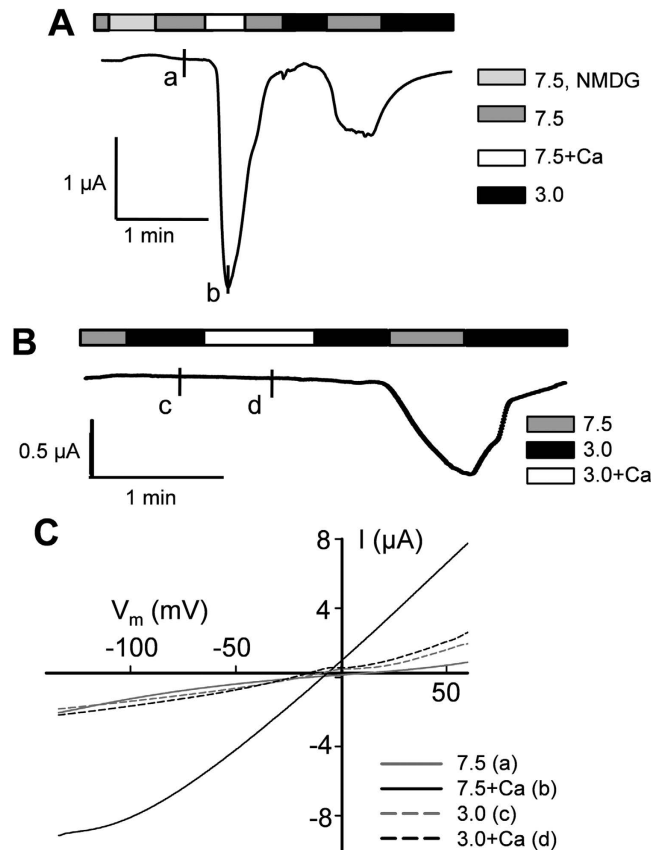 A
a
b
1 µA
1 min
7.5, NMDG
7.5
7.5+Ca
3.0
B
c
d
0.5 µA
1 min
7.5
3.0
3.0+Ca
C
I (µA)
Vm (mV)
8
4
-100
-50
50
-4
-8
7.5 (a)
7.5+Ca (b)
3.0 (c)
3.0+Ca (d)